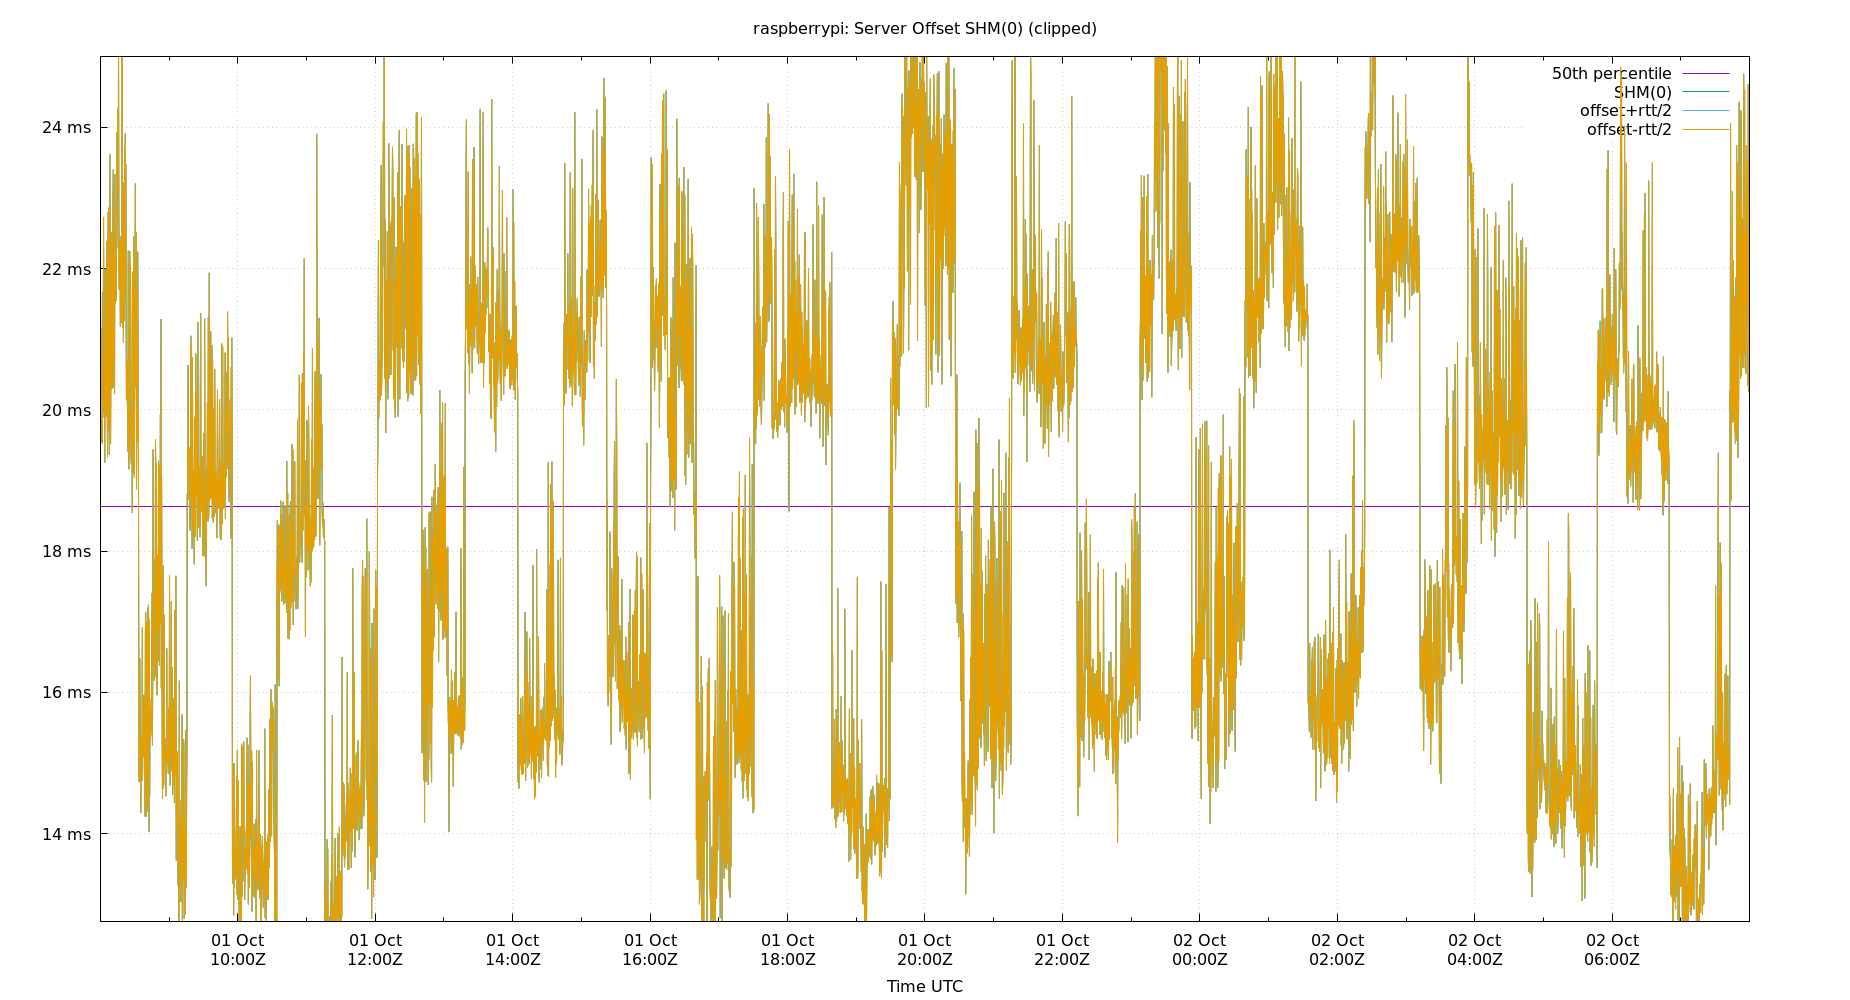 raspberrypi: Server Offset SHM(0) (clipped)
50th percentile
SHM(0)
offset+rtt/2
offset-rtt/2
24 ms
22 ms
20 ms
18 ms
16 ms
14 ms
01 Oct 01 Oct 01 Oct 01 Oct 01 Oct 01 Oct 01 Oct 02 Oct 02 Oct 02 Oct 02 Oct
10:00Z 12:00Z 14:00Z 16:00Z 18:00Z 20:00Z 22:00Z 00:00Z 02:00Z 04:00Z 06:00Z
Time UTC